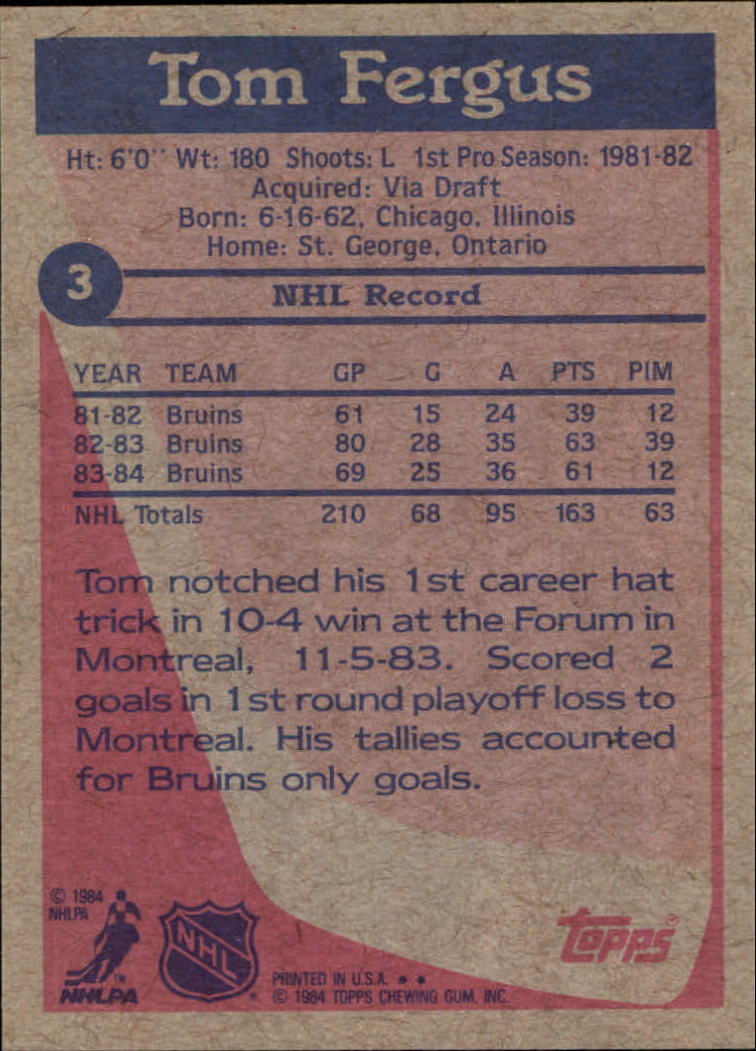 Tom Fergus
Ht: 6'0'' Wt: 180 Shoots: L 1st Pro Season: 1981-82
Acquired: Via Draft
Born: 6-16-62, Chicago, Illinois
Home: St. George, Ontario
3
NHL Record
YEAR TEAM GP G A PTS PIM
81-82 Bruins 61 15 24 39 12
82-83 Bruins 80 28 35 63 39
83-84 Bruins 69 25 36 61 12
NHL Totals 210 68 95 163 63
Tom notched his 1st career hat
trick in 10-4 win at the Forum in
Montreal, 11-5-83. Scored 2
goals in 1st round playoff loss to
Montreal. His tallies accounted
for Bruins only goals.
© 1984
NHLPA
NHLPA ™
NHL ®
topps ®
PRINTED IN U.S.A. * *
© 1984 TOPPS CHEWING GUM, INC.